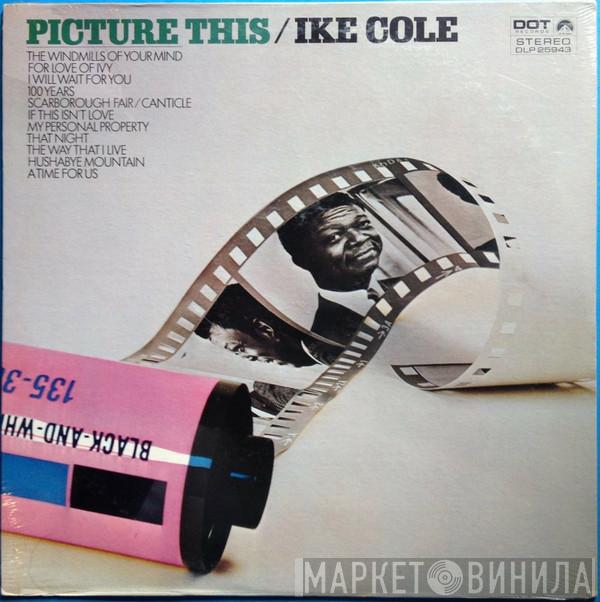 PICTURE THIS / IKE COLE
DOT
RECORDS
STEREO
DLP 25943
THE WINDMILLS OF YOUR MIND
FOR LOVE OF IVY
I WILL WAIT FOR YOU
100 YEARS
SCARBOROUGH FAIR / CANTICLE
IF THIS ISN'T LOVE
MY PERSONAL PROPERTY
THAT NIGHT
THE WAY THAT I LIVE
HUSHABYE MOUNTAIN
A TIME FOR US
135-3
BLACK-AND-WHI
МАРКЕТ ВИНИЛА